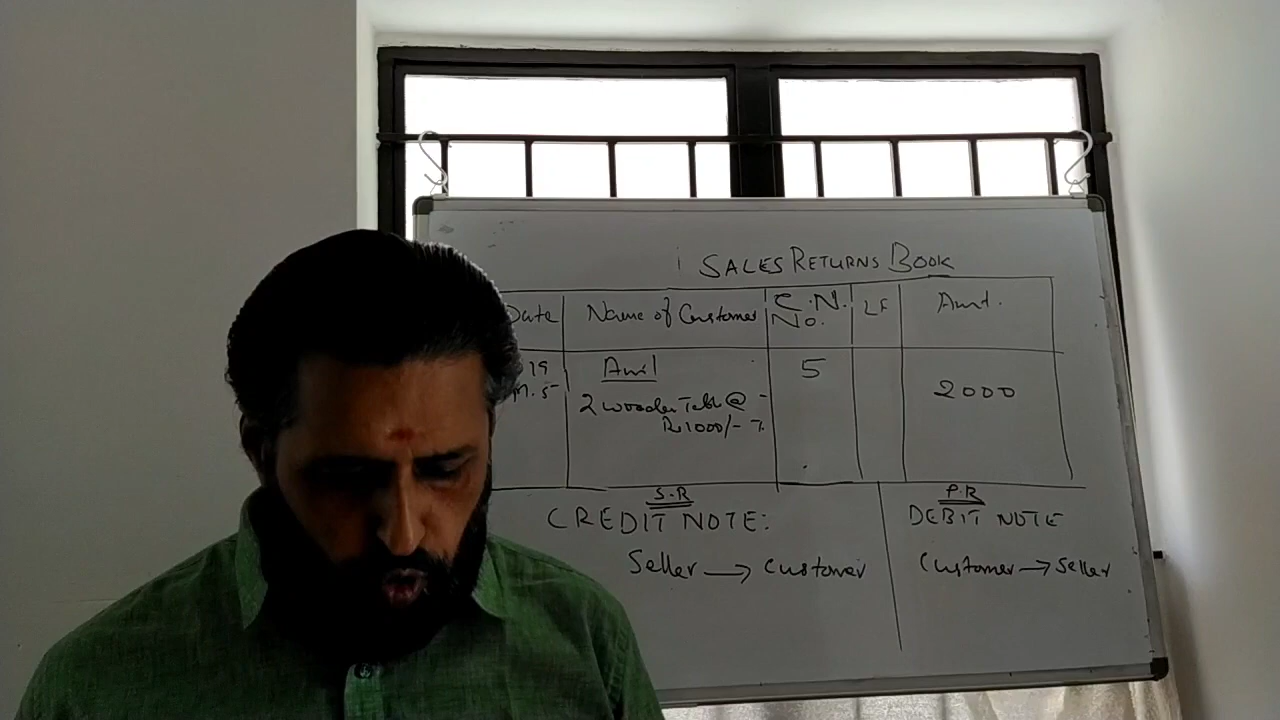 SALES RETURNS BOOK
Date Name of Customer C.N. No. LF Amt.
19 Anil 5
5 2 Wooden Table @ - 2000
Rs 1000/-
S.R P.R
CREDIT NOTE: DEBIT NOTE
Seller → Customer Customer → Seller